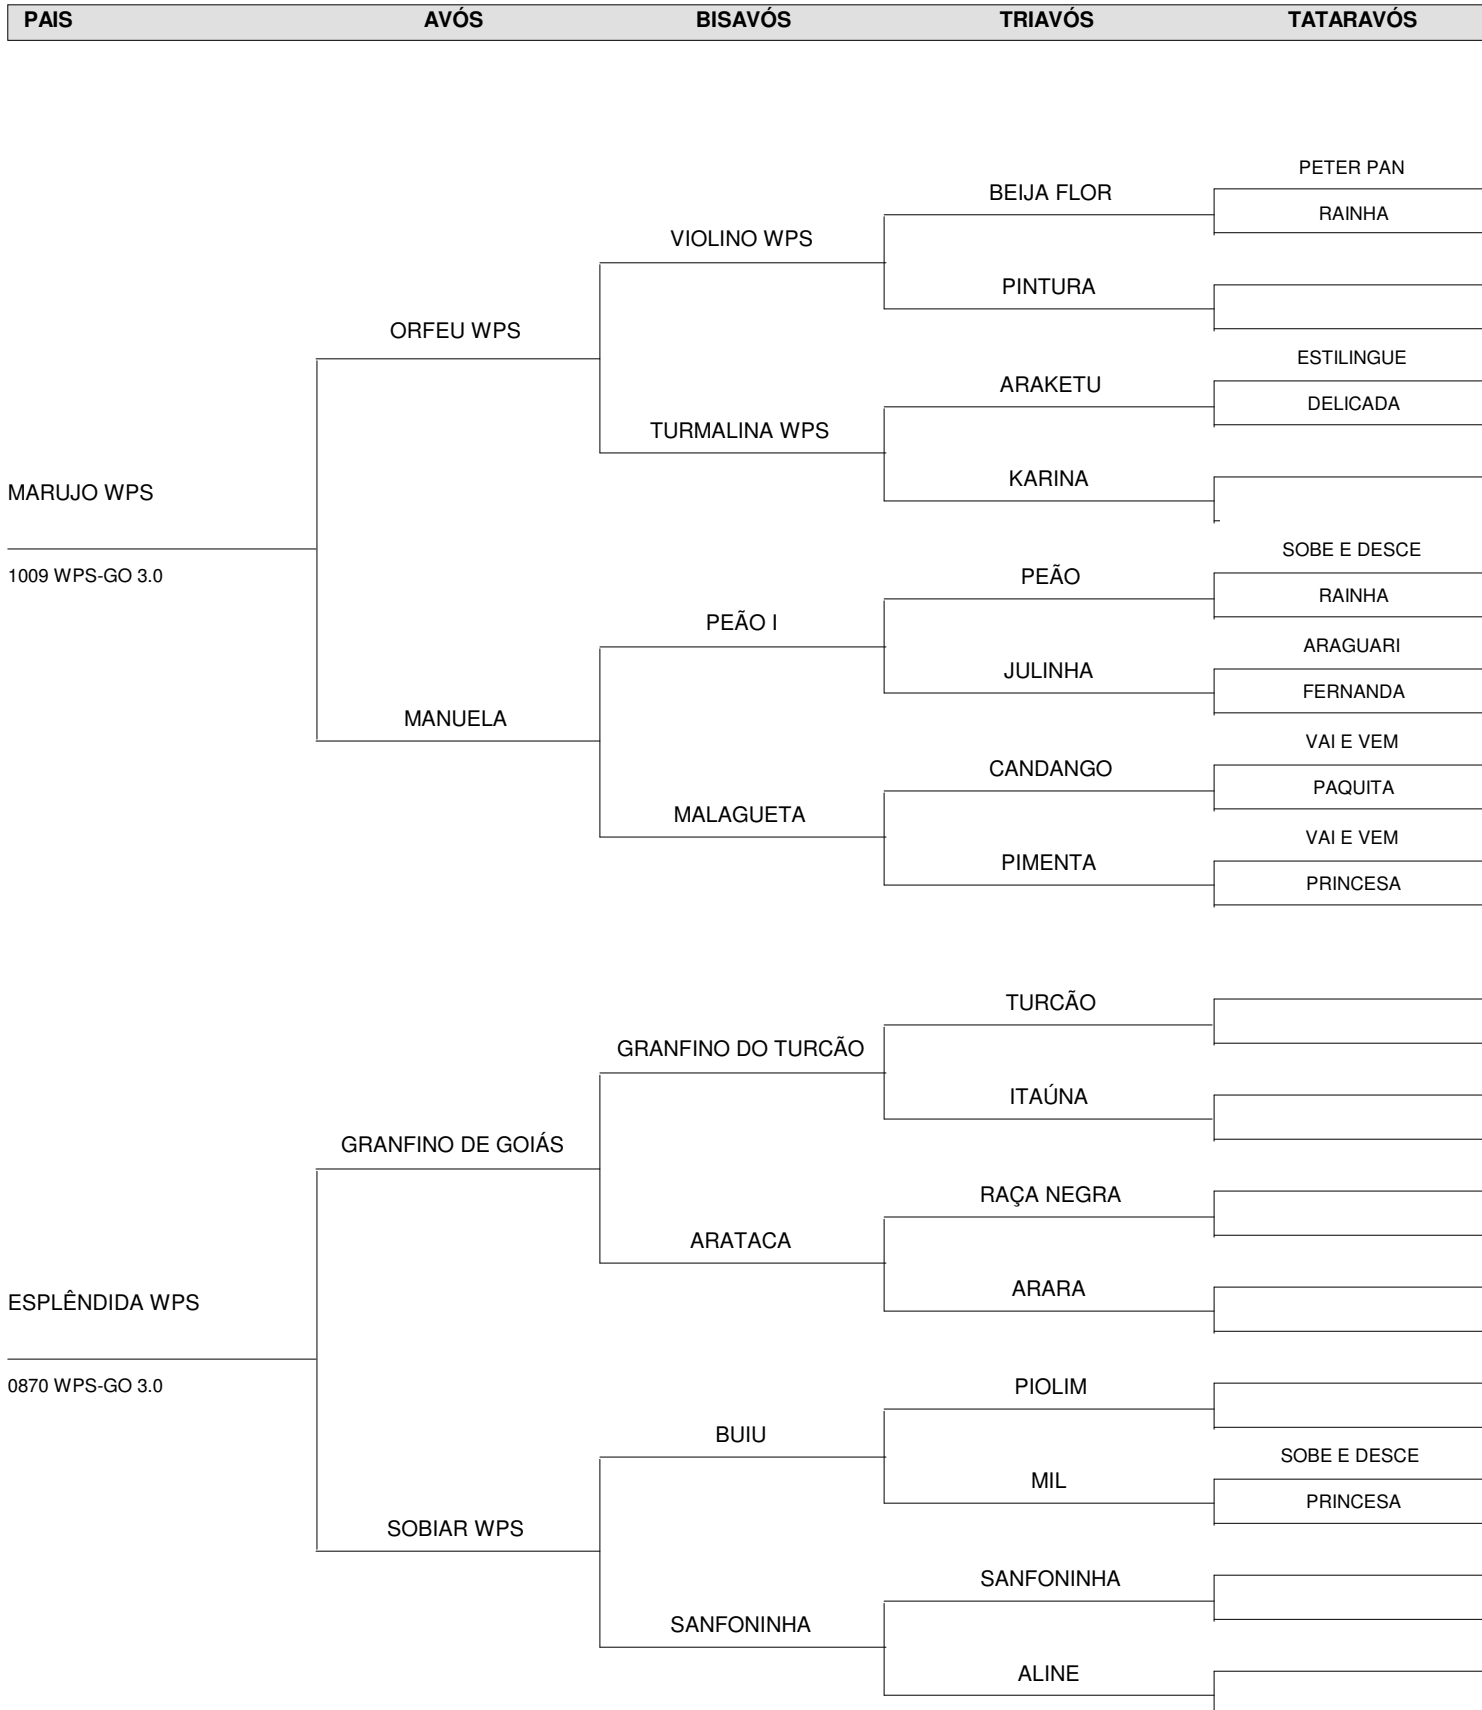 PAIS AVÓS BISAVÓS TRIAVÓS TATARAVÓS
PETER PAN
BEIJA FLOR
RAINHA
VIOLINO WPS
PINTURA
ORFEU WPS
ESTILINGUE
ARAKETU
DELICADA
TURMALINA WPS
KARINA
MARUJO WPS
SOBE E DESCE
1009 WPS-GO 3.0
PEÃO
RAINHA
PEÃO I
ARAGUARI
JULINHA
FERNANDA
MANUELA
VAI E VEM
CANDANGO
PAQUITA
MALAGUETA
VAI E VEM
PIMENTA
PRINCESA
TURCÃO
GRANFINO DO TURCÃO
ITAÚNA
GRANFINO DE GOIÁS
RAÇA NEGRA
ARATACA
ARARA
ESPLÊNDIDA WPS
0870 WPS-GO 3.0
PIOLIM
BUIU
SOBE E DESCE
MIL
PRINCESA
SOBIAR WPS
SANFONINHA
SANFONINHA
ALINE